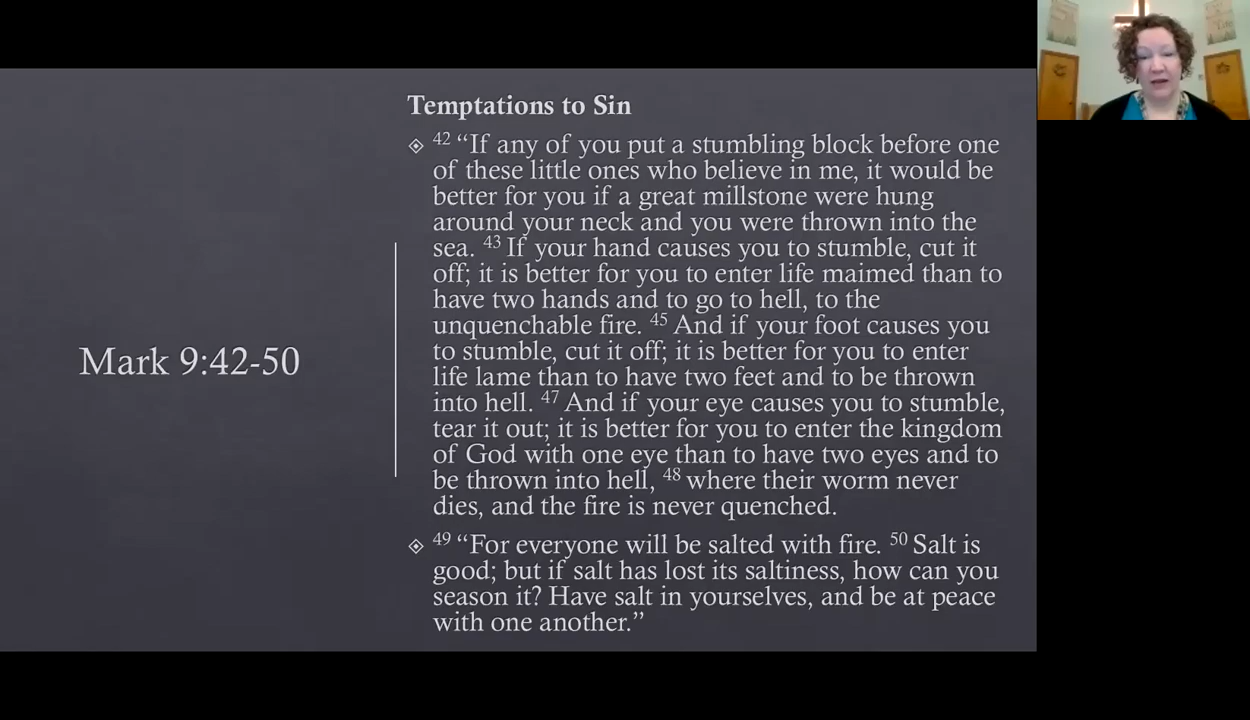 Mark 9:42-50
Temptations to Sin
42 “If any of you put a stumbling block before one
of these little ones who believe in me, it would be
better for you if a great millstone were hung
around your neck and you were thrown into the
sea. 43 If your hand causes you to stumble, cut it
off; it is better for you to enter life maimed than to
have two hands and to go to hell, to the
unquenchable fire. 45 And if your foot causes you
to stumble, cut it off; it is better for you to enter
life lame than to have two feet and to be thrown
into hell. 47 And if your eye causes you to stumble,
tear it out; it is better for you to enter the kingdom
of God with one eye than to have two eyes and to
be thrown into hell, 48 where their worm never
dies, and the fire is never quenched.
49 “For everyone will be salted with fire. 50 Salt is
good; but if salt has lost its saltiness, how can you
season it? Have salt in yourselves, and be at peace
with one another.”